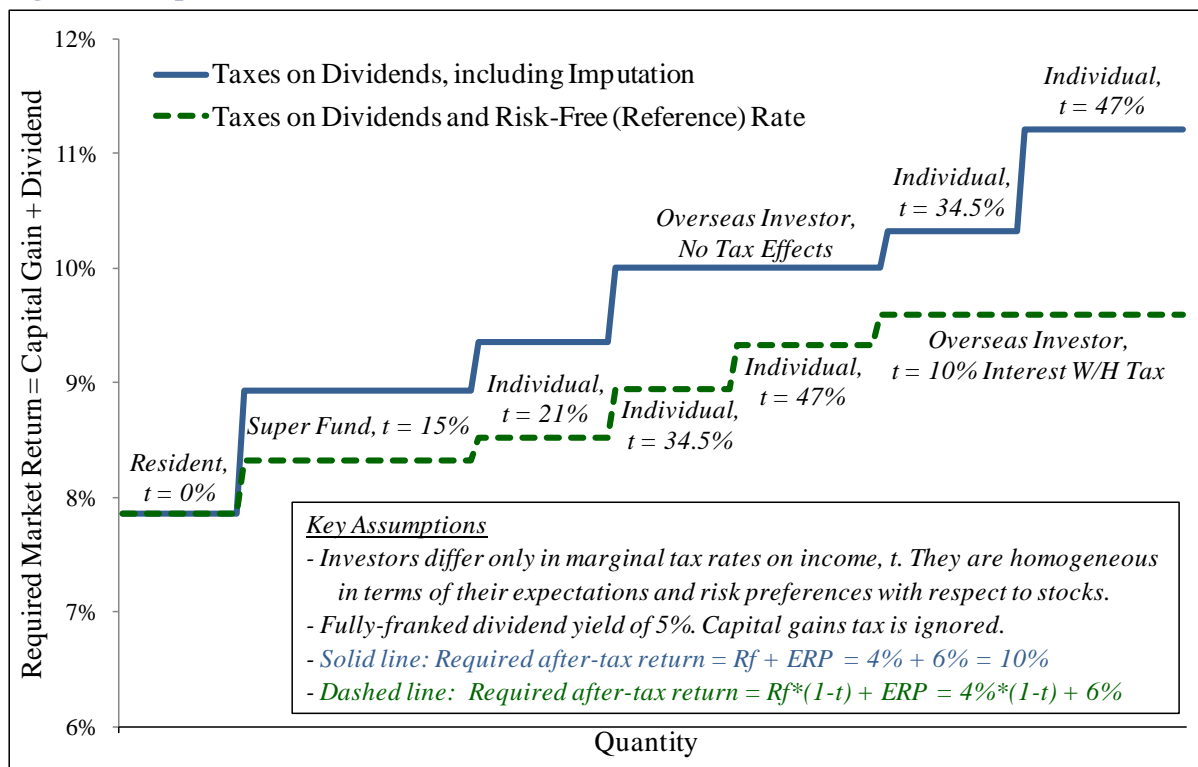 12%
11%
10%
9%
8%
7%
6%
Required Market Return = Capital Gain + Dividend
Taxes on Dividends, including Imputation
Taxes on Dividends and Risk-Free (Reference) Rate
Individual,
t = 47%
Individual,
t = 34.5%
Overseas Investor,
No Tax Effects
Overseas Investor,
t = 10% Interest W/H Tax
Individual,
t = 47%
Individual,
t = 34.5%
Individual,
t = 21%
Super Fund, t = 15%
Resident,
t = 0%
Key Assumptions
- Investors differ only in marginal tax rates on income, t. They are homogeneous
in terms of their expectations and risk preferences with respect to stocks.
- Fully-franked dividend yield of 5%. Capital gains tax is ignored.
- Solid line: Required after-tax return = Rf + ERP = 4% + 6% = 10%
- Dashed line: Required after-tax return = Rf*(1-t) + ERP = 4%*(1-t) + 6%
Quantity